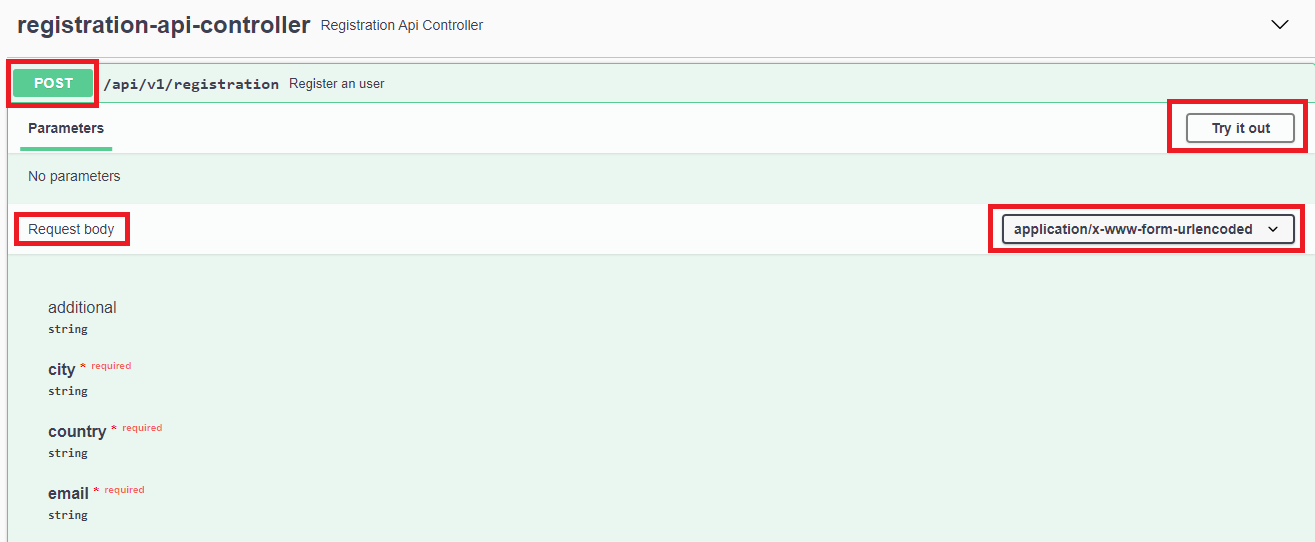 registration-api-controller Registration Api Controller
POST /api/v1/registration Register an user
Parameters Try it out
No parameters
Request body application/x-www-form-urlencoded
additional
string
city * required
string
country * required
string
email * required
string